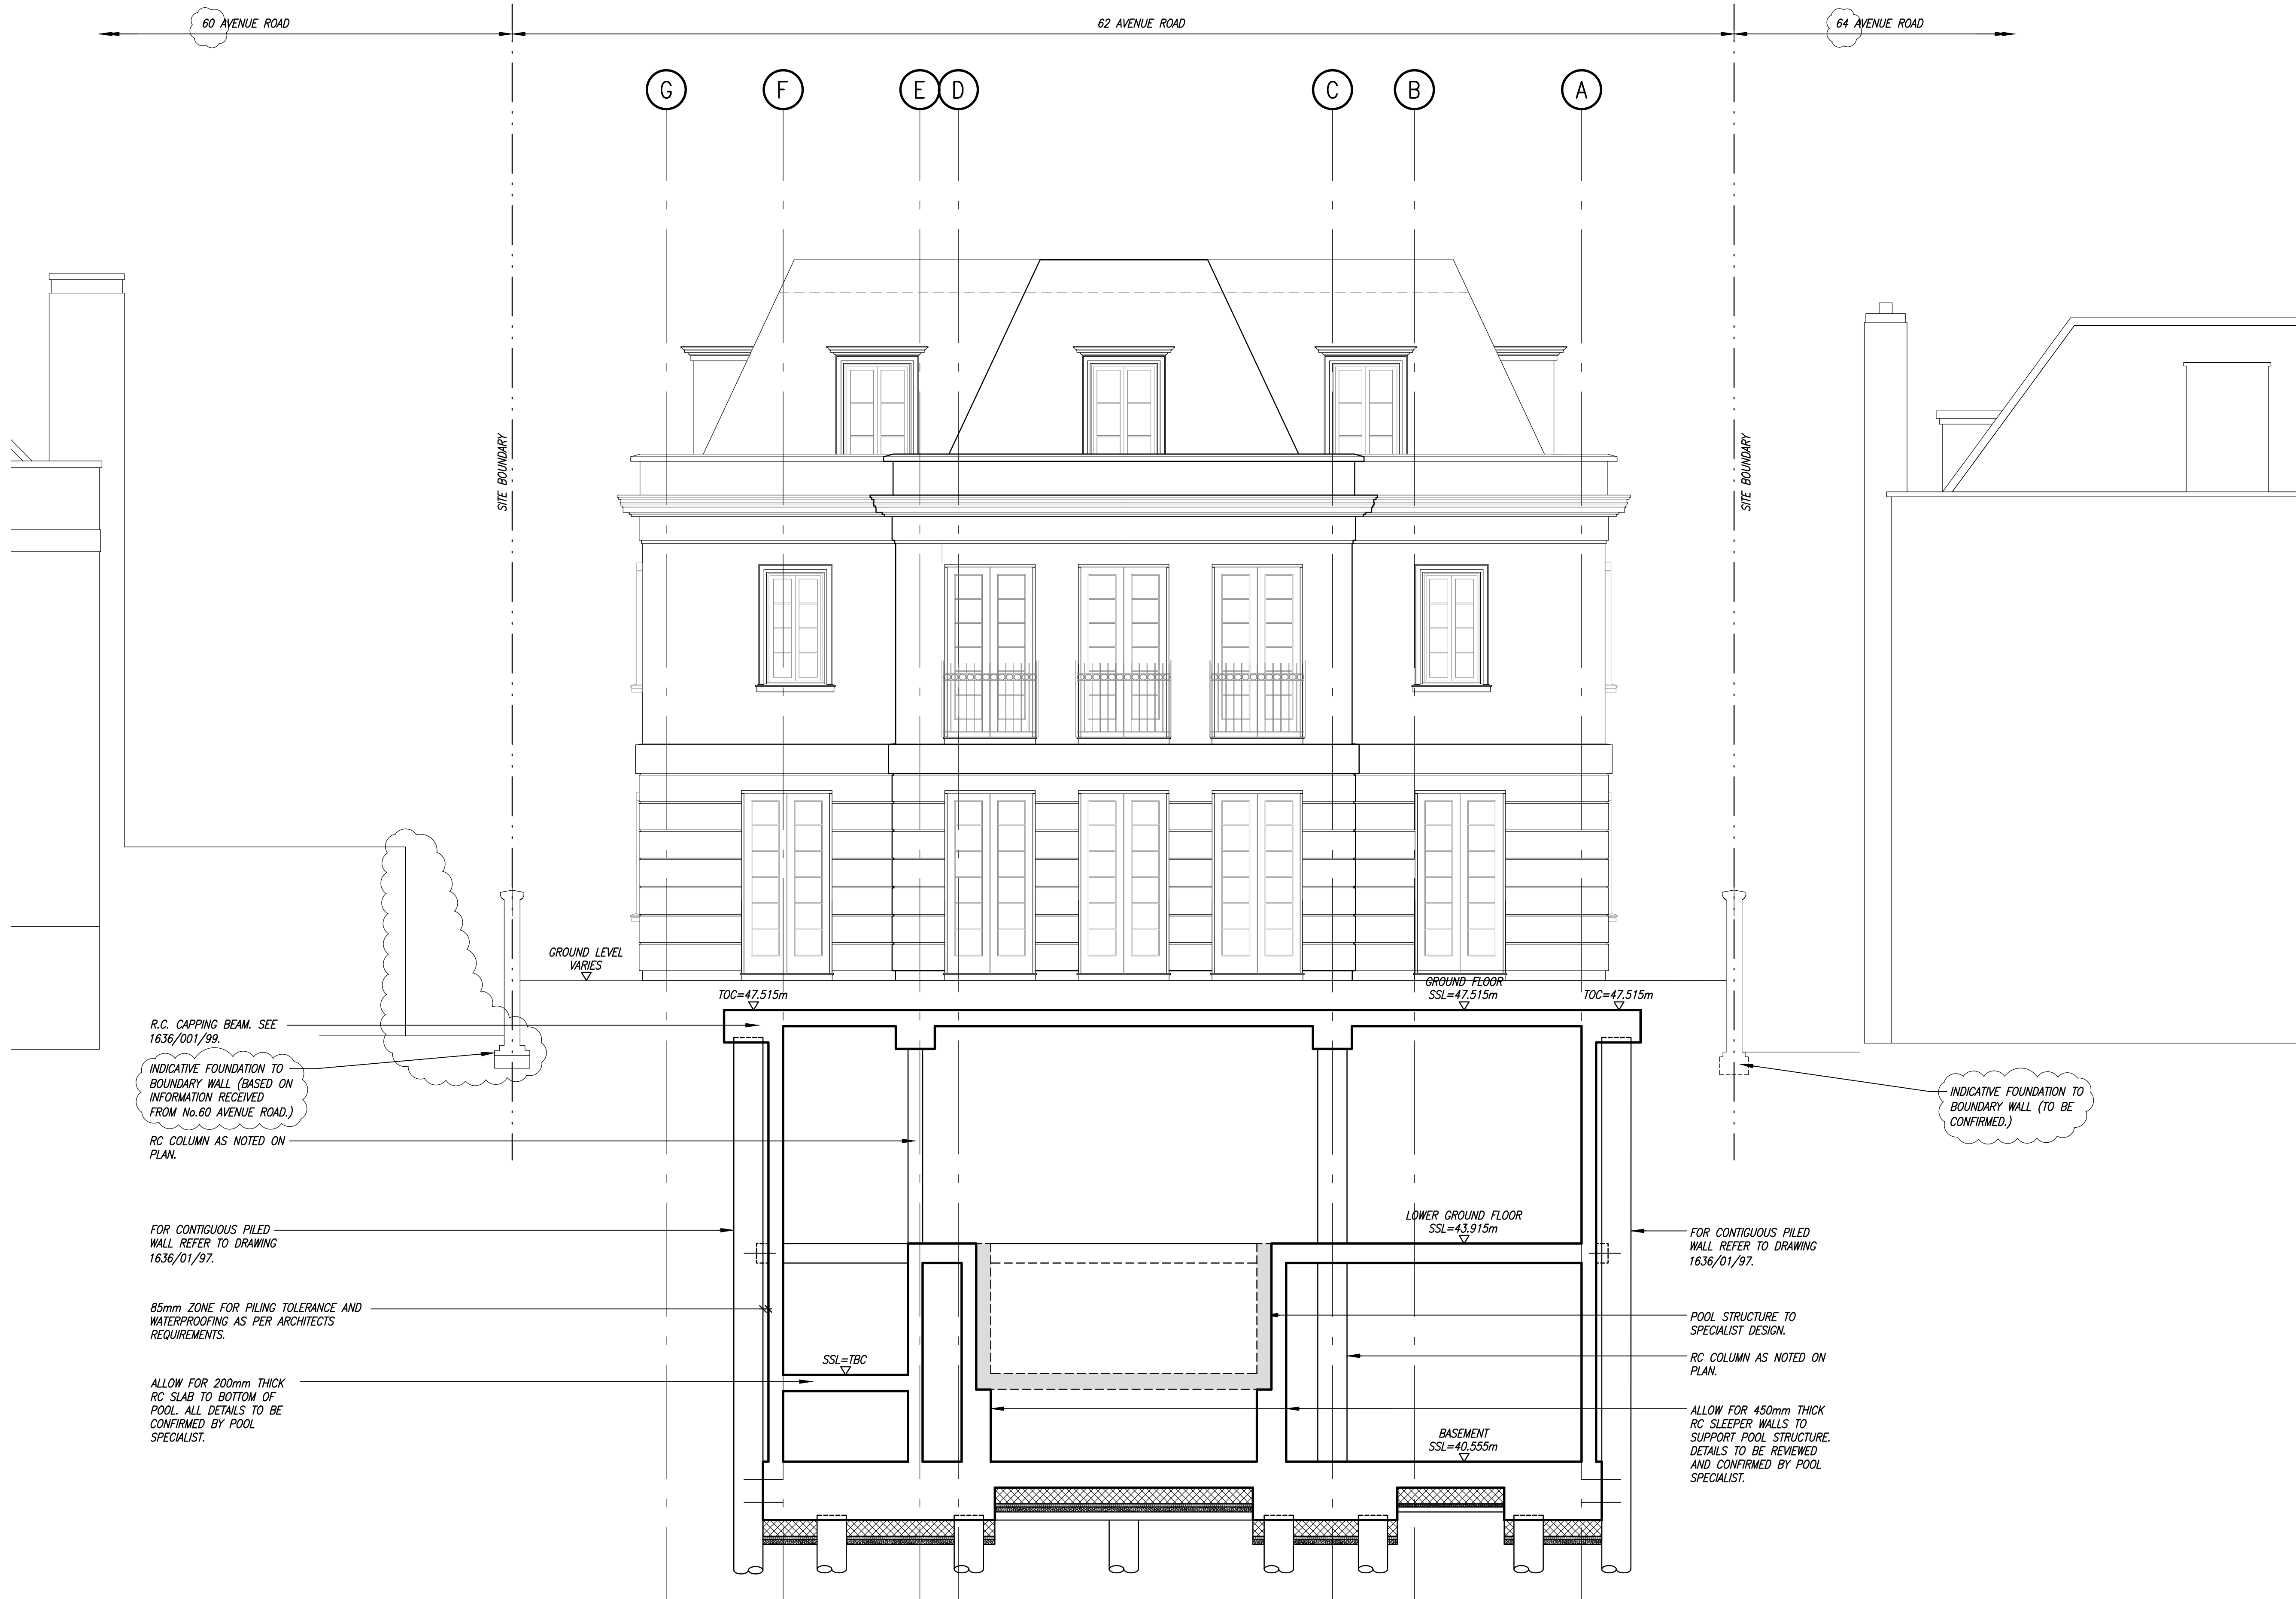 60 AVENUE ROAD
62 AVENUE ROAD
64 AVENUE ROAD
G
F
E
D
C
B
A
SITE BOUNDARY
SITE BOUNDARY
GROUND LEVEL
VARIES
TOC=47.515m
GROUND FLOOR
SSL=47.515m
TOC=47.515m
R.C. CAPPING BEAM. SEE
1636/001/99.
INDICATIVE FOUNDATION TO
BOUNDARY WALL (BASED ON
INFORMATION RECEIVED
FROM No.60 AVENUE ROAD.)
RC COLUMN AS NOTED ON
PLAN.
FOR CONTIGUOUS PILED
WALL REFER TO DRAWING
1636/01/97.
85mm ZONE FOR PILING TOLERANCE AND
WATERPROOFING AS PER ARCHITECTS
REQUIREMENTS.
ALLOW FOR 200mm THICK
RC SLAB TO BOTTOM OF
POOL. ALL DETAILS TO BE
CONFIRMED BY POOL
SPECIALIST.
SSL=TBC
LOWER GROUND FLOOR
SSL=43.915m
BASEMENT
SSL=40.555m
INDICATIVE FOUNDATION TO
BOUNDARY WALL (TO BE
CONFIRMED.)
FOR CONTIGUOUS PILED
WALL REFER TO DRAWING
1636/01/97.
POOL STRUCTURE TO
SPECIALIST DESIGN.
RC COLUMN AS NOTED ON
PLAN.
ALLOW FOR 450mm THICK
RC SLEEPER WALLS TO
SUPPORT POOL STRUCTURE.
DETAILS TO BE REVIEWED
AND CONFIRMED BY POOL
SPECIALIST.